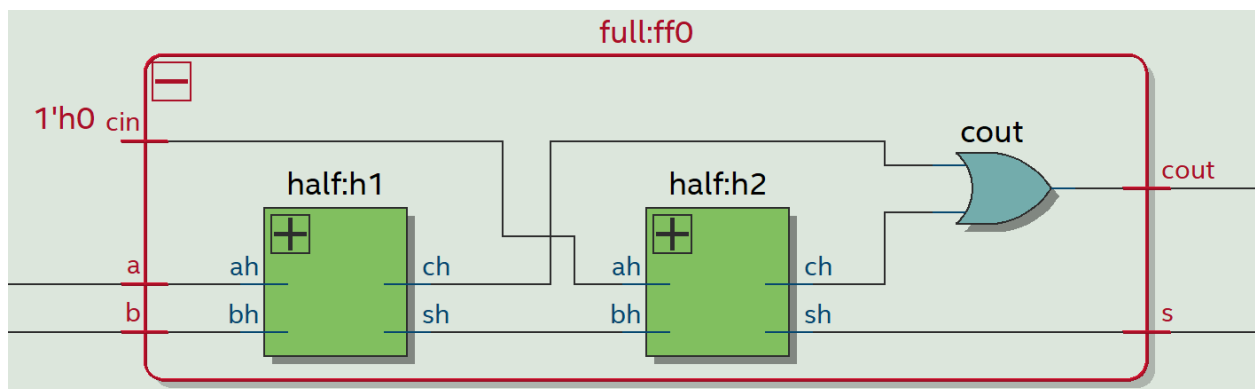 full:ff0
1'h0 cin
cout
half:h1
half:h2
cout
a
ah
ch
ah
ch
b
bh
sh
bh
sh
s